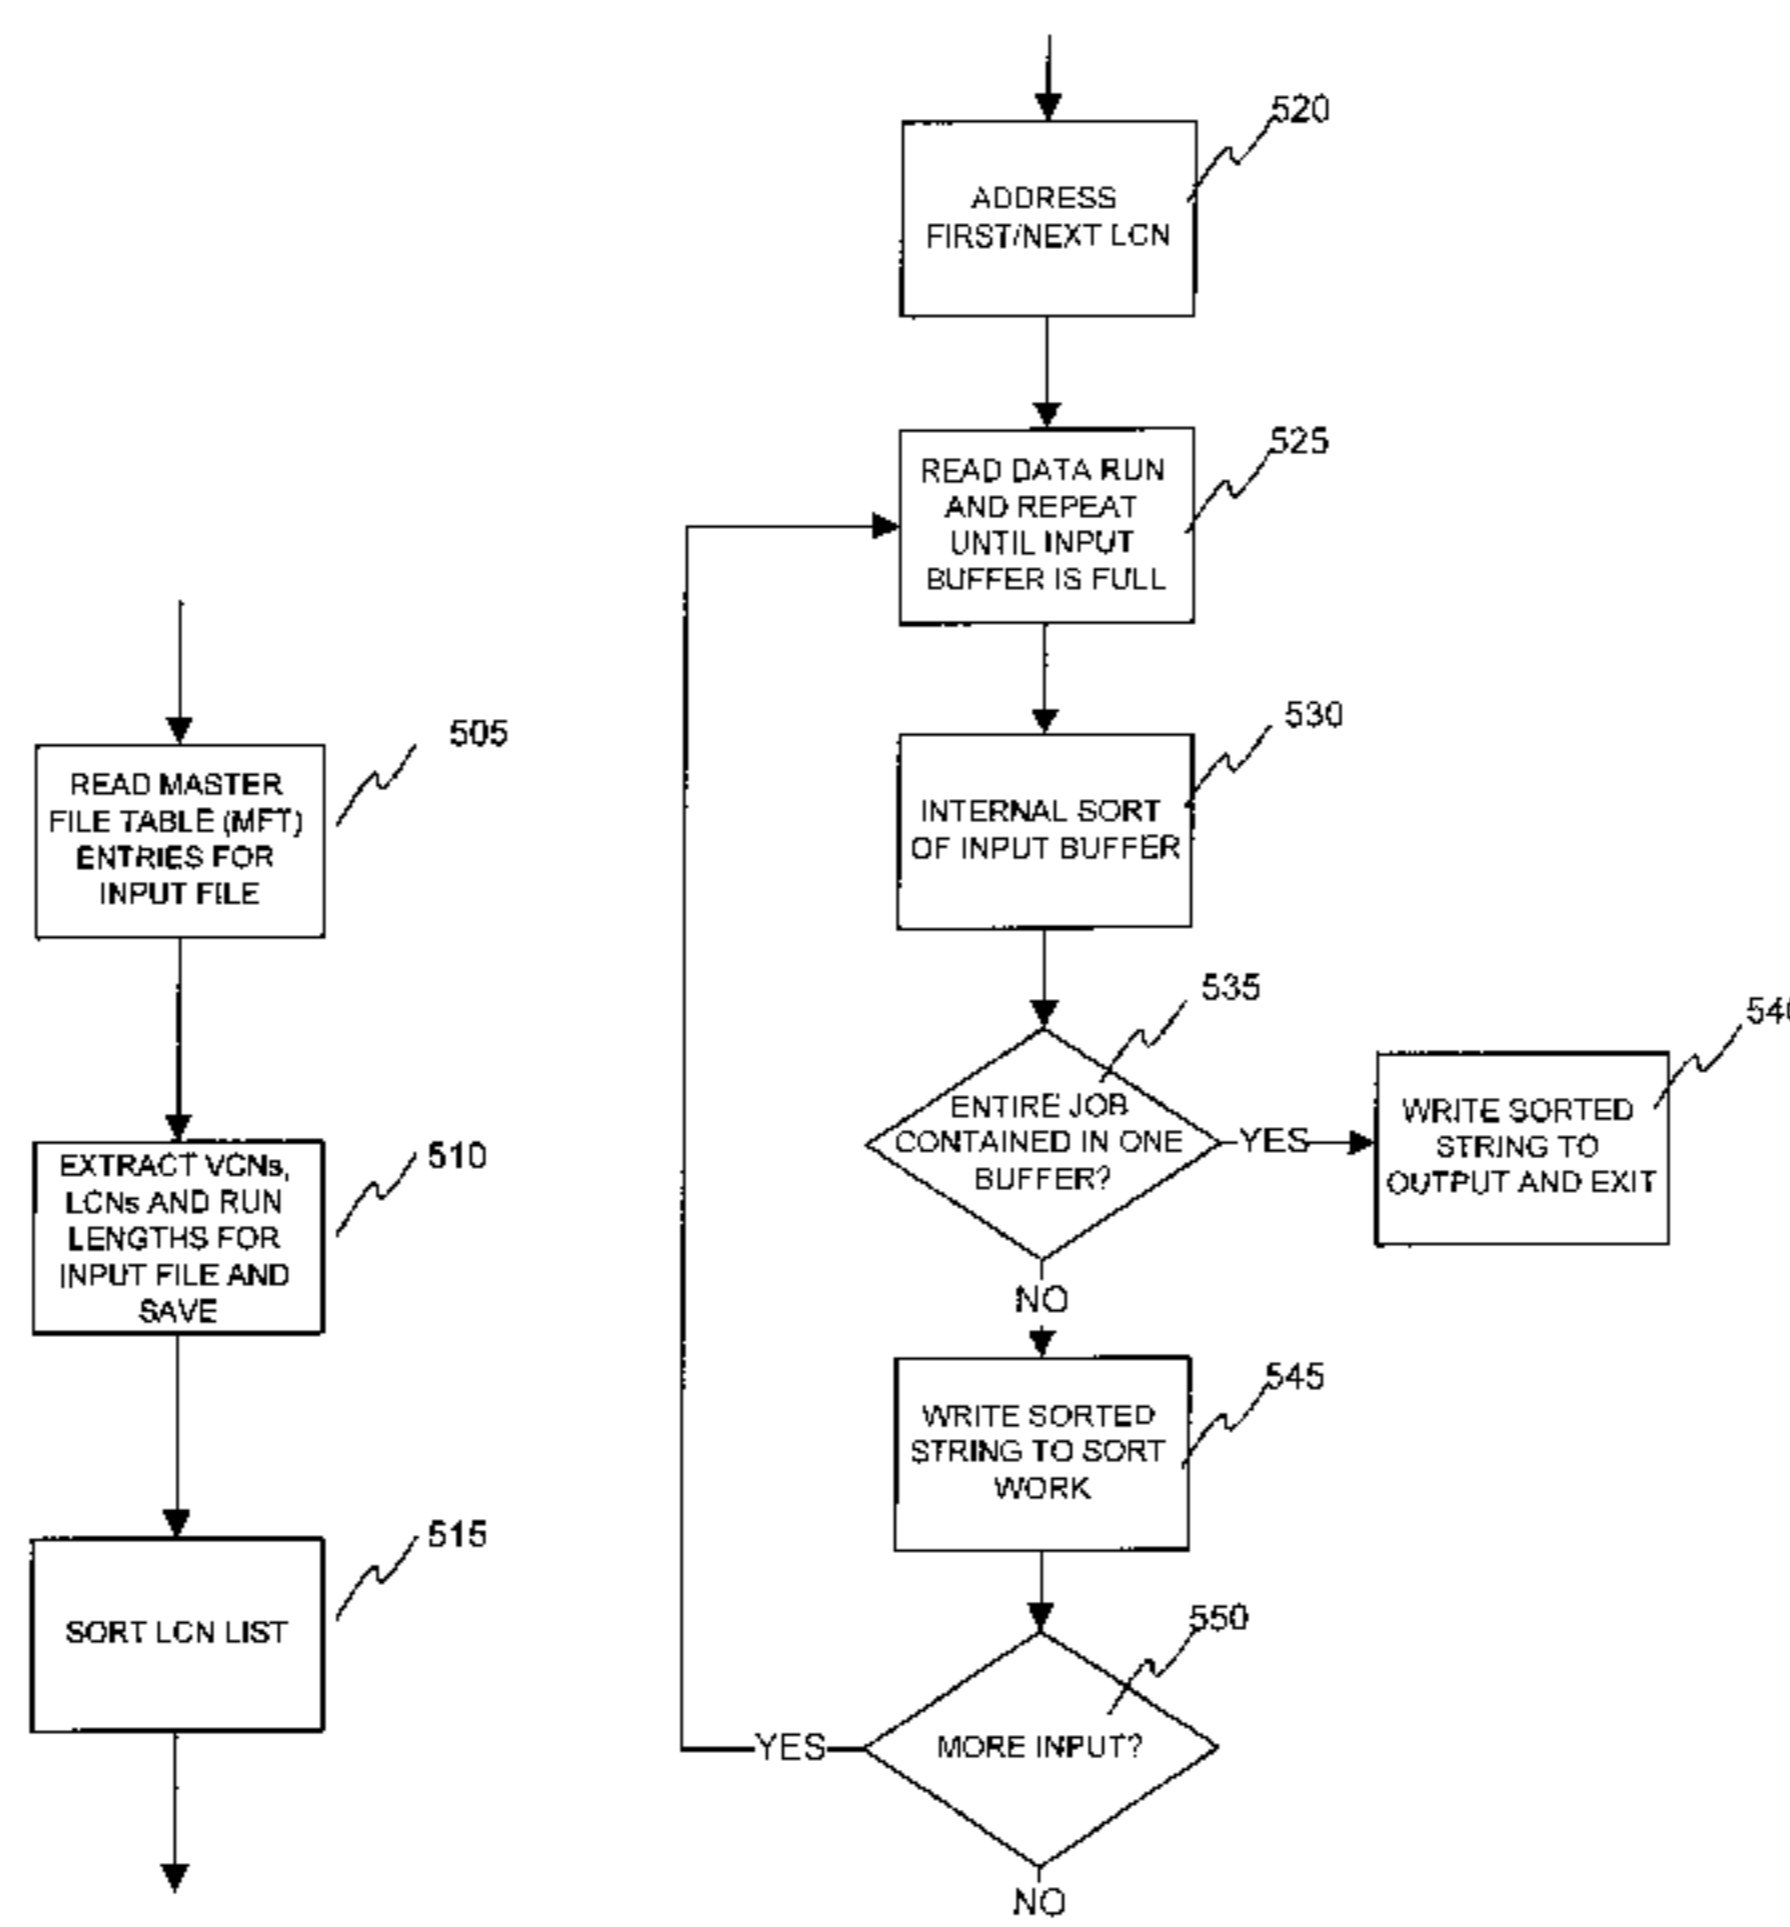 505
READ MASTER
FILE TABLE (MFT)
ENTRIES FOR
INPUT FILE
510
EXTRACT VCNs,
LCNs AND RUN
LENGTHS FOR
INPUT FILE AND
SAVE
515
SORT LCN LIST
520
ADDRESS
FIRST/NEXT LCN
525
READ DATA RUN
AND REPEAT
UNTIL INPUT
BUFFER IS FULL
530
INTERNAL SORT
OF INPUT BUFFER
535
ENTIRE JOB
CONTAINED IN ONE
BUFFER?
YES
WRITE SORTED
STRING TO
OUTPUT AND EXIT
NO
545
WRITE SORTED
STRING TO SORT
WORK
550
MORE INPUT?
YES
NO